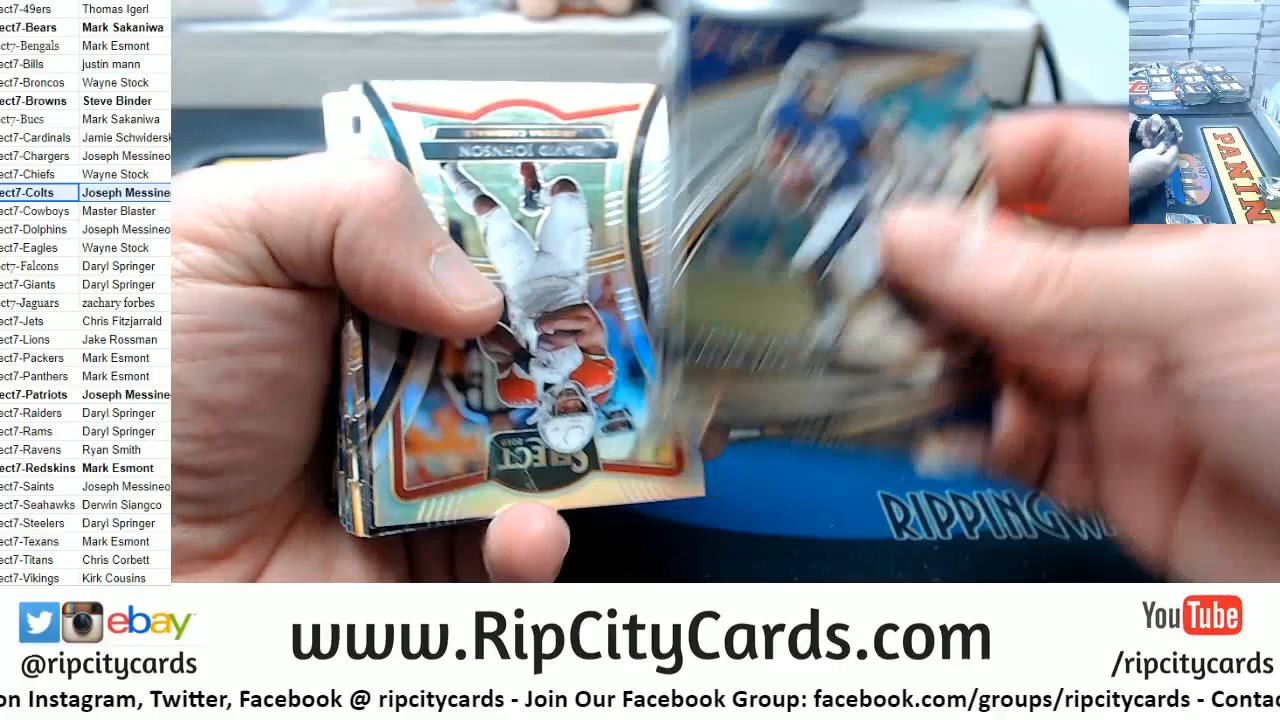 ect7-49ers Thomas Igerl
ect7-Bears Mark Sakaniwa
ect7-Bengals Mark Esmont
ect7-Bills justin mann
ect7-Broncos Wayne Stock
ect7-Browns Steve Binder
ect7-Bucs Mark Sakaniwa
ect7-Cardinals Jamie Schwidersk
ect7-Chargers Joseph Messineo
ect7-Chiefs Wayne Stock
ect7-Colts Joseph Messine
ect7-Cowboys Master Blaster
ect7-Dolphins Joseph Messineo
ect7-Eagles Wayne Stock
ect7-Falcons Daryl Springer
ect7-Giants Daryl Springer
ect7-Jaguars zachary forbes
ect7-Jets Chris Fitzjarrald
ect7-Lions Jake Rossman
ect7-Packers Mark Esmont
ect7-Panthers Mark Esmont
ect7-Patriots Joseph Messine
ect7-Raiders Daryl Springer
ect7-Rams Daryl Springer
ect7-Ravens Ryan Smith
ect7-Redskins Mark Esmont
ect7-Saints Joseph Messineo
ect7-Seahawks Derwin Siangco
ect7-Steelers Daryl Springer
ect7-Texans Mark Esmont
ect7-Titans Chris Corbett
ect7-Vikings Kirk Cousins
DAVID JOHNSON
PANIN
RIPPINGW
ebay
@ripcitycards
www.RipCityCards.com
YouTube
/ripcitycards
on Instagram, Twitter, Facebook @ ripcitycards - Join Our Facebook Group: facebook.com/groups/ripcitycards - Contac